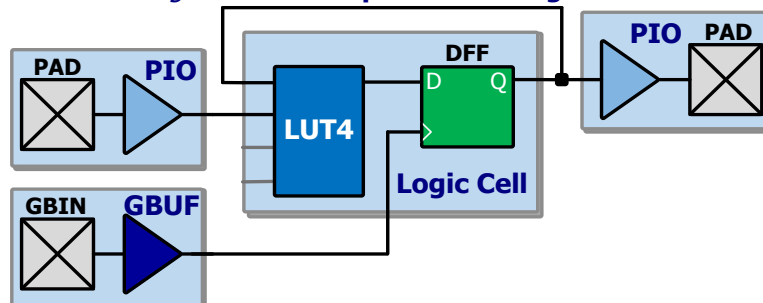 PIO PAD
DFF
PAD PIO
D Q
LUT4
Logic Cell
GBIN GBUF